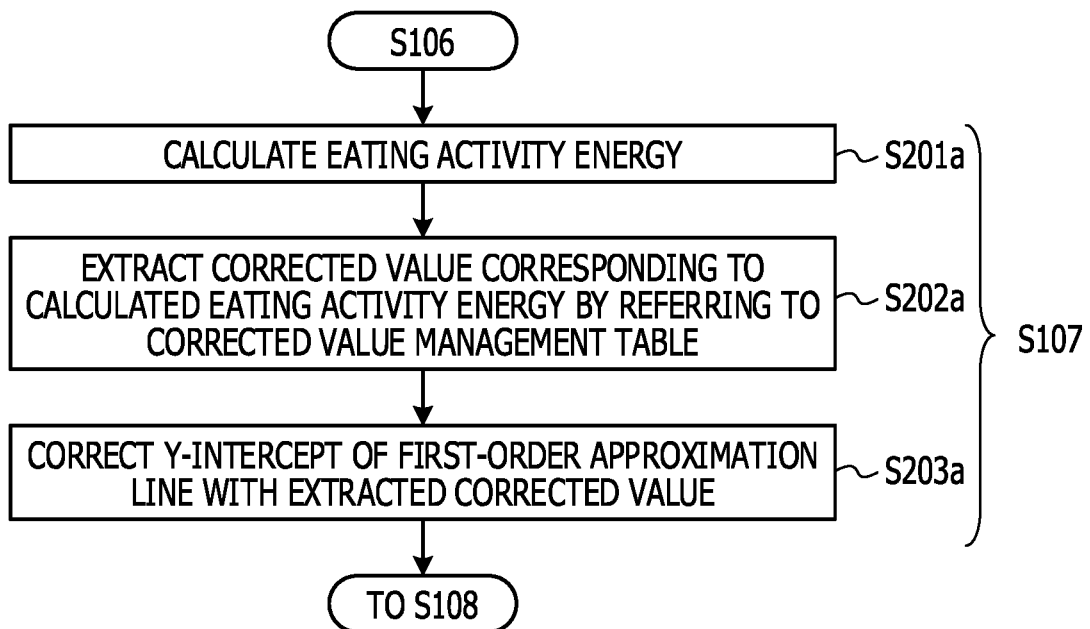 S106
CALCULATE EATING ACTIVITY ENERGY
S201a
EXTRACT CORRECTED VALUE CORRESPONDING TO
CALCULATED EATING ACTIVITY ENERGY BY REFERRING TO
CORRECTED VALUE MANAGEMENT TABLE
S202a
S107
CORRECT Y-INTERCEPT OF FIRST-ORDER APPROXIMATION
LINE WITH EXTRACTED CORRECTED VALUE
S203a
TO S108